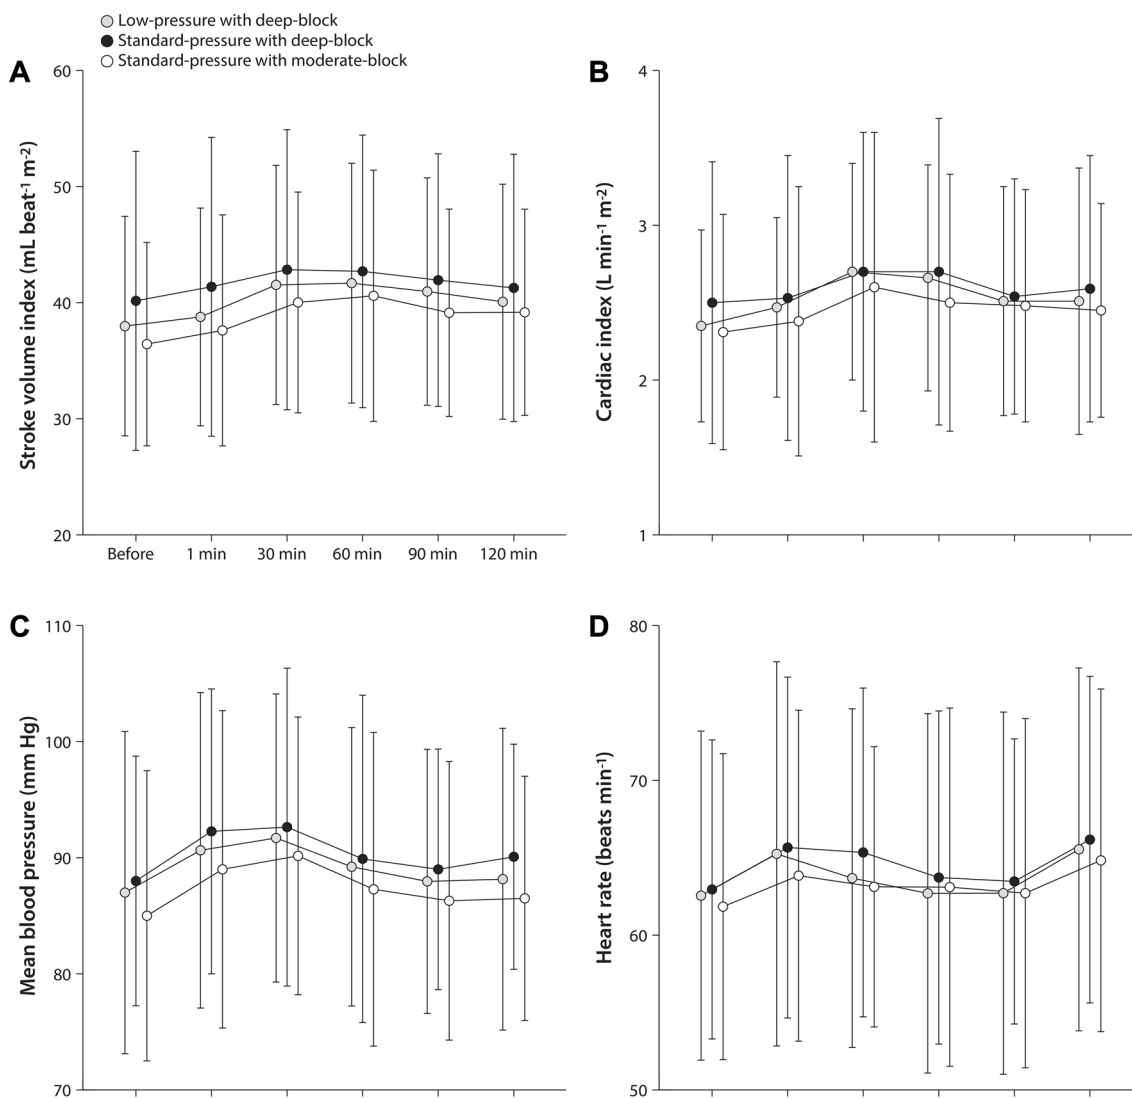 Low-pressure with deep-block
Standard-pressure with deep-block
Standard-pressure with moderate-block
A
60
50
40
30
20
Stroke volume index (mL beat⁻¹ m⁻²)
Before 1 min 30 min 60 min 90 min 120 min
B
4
3
2
1
Cardiac index (L min⁻¹ m⁻²)
C
110
100
90
80
70
Mean blood pressure (mm Hg)
D
80
70
60
50
Heart rate (beats min⁻¹)